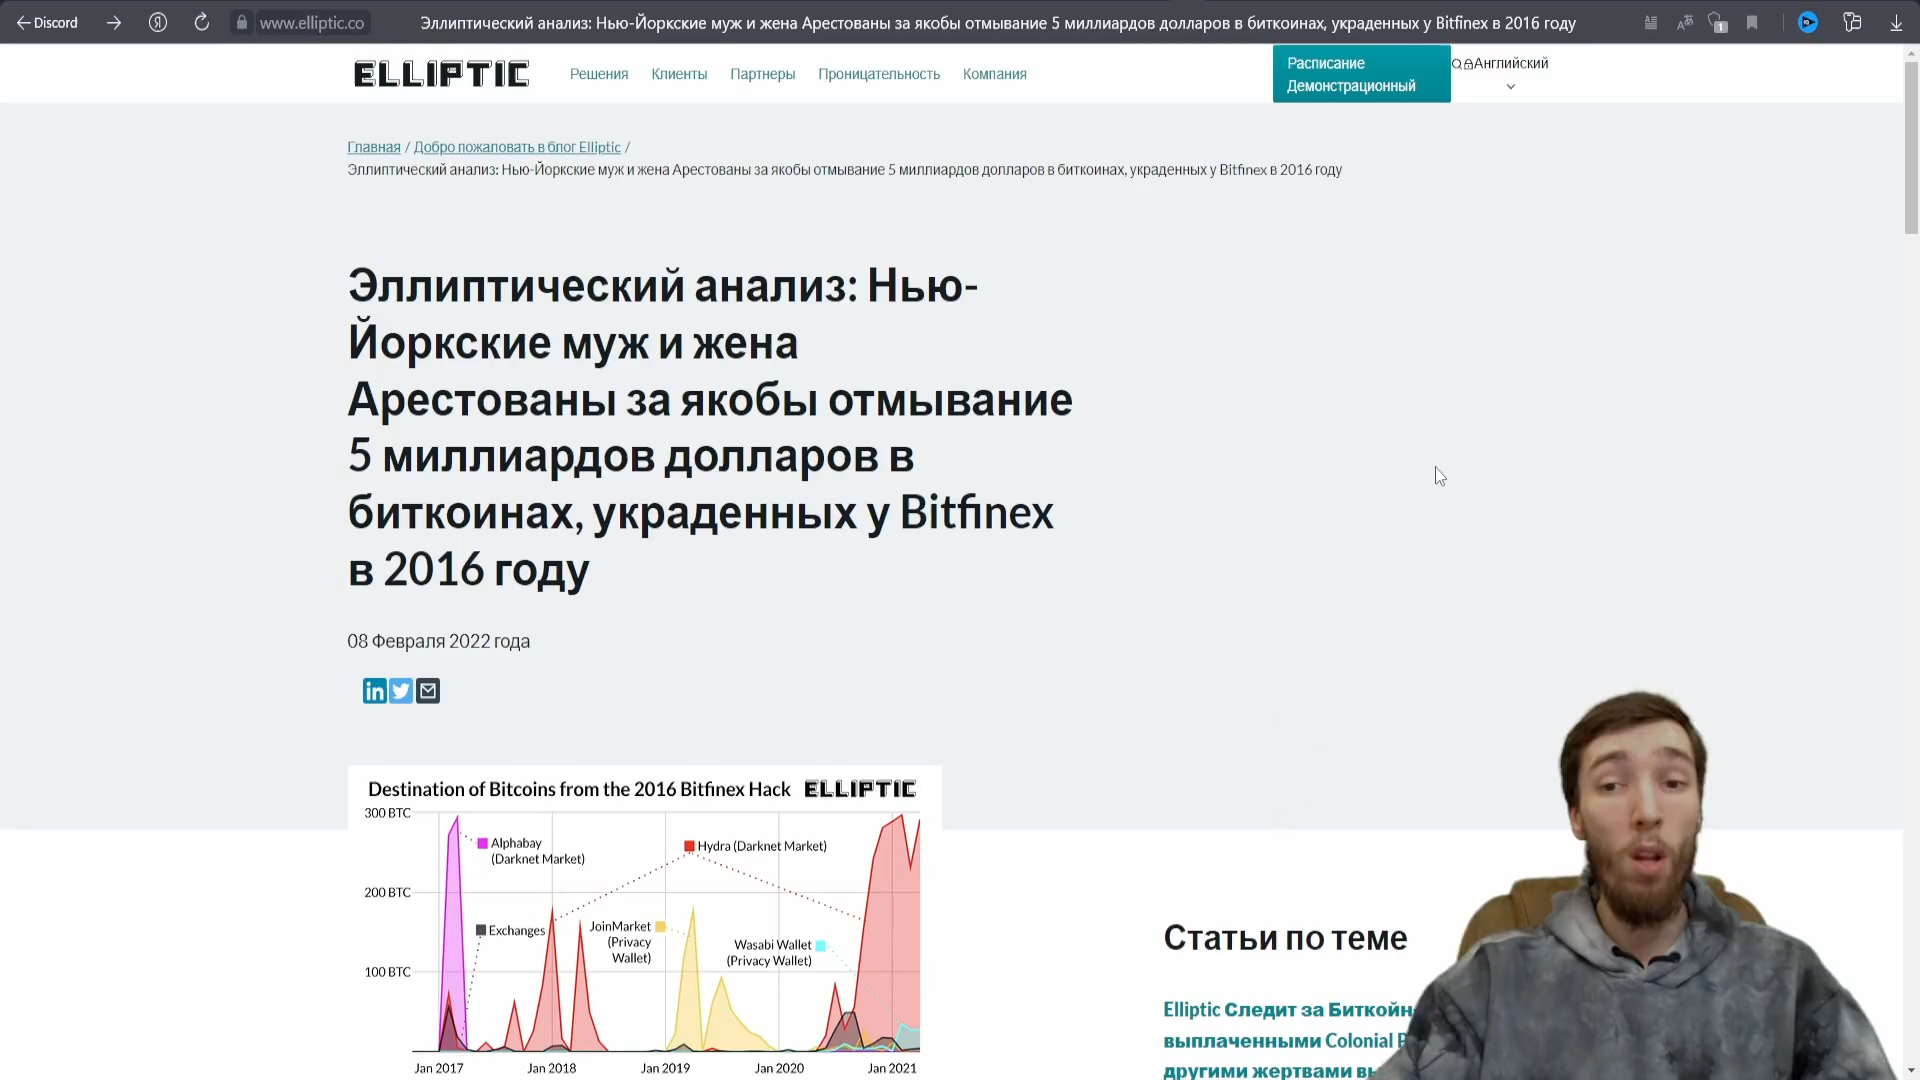 Discord
www.elliptic.co
Эллиптический анализ: Нью-Йоркские муж и жена Арестованы за якобы отмывание 5 миллиардов долларов в биткоинах, украденных у Bitfinex в 2016 году
1
ELLIPTIC
Решения
Клиенты
Партнеры
Проницательность
Компания
Расписание
Демонстрационный
Английский
Главная / Добро пожаловать в блог Elliptic /
Эллиптический анализ: Нью-Йоркские муж и жена Арестованы за якобы отмывание 5 миллиардов долларов в биткоинах, украденных у Bitfinex в 2016 году
Эллиптический анализ: Нью-
Йоркские муж и жена
Арестованы за якобы отмывание
5 миллиардов долларов в
биткоинах, украденных у Bitfinex
в 2016 году
08 Февраля 2022 года
in
Destination of Bitcoins from the 2016 Bitfinex Hack ELLIPTIC
300 BTC
Alphabay
(Darknet Market)
Hydra (Darknet Market)
200 BTC
Exchanges
JoinMarket
(Privacy
Wallet)
Wasabi Wallet
(Privacy Wallet)
100 BTC
Jan 2017
Jan 2018
Jan 2019
Jan 2020
Jan 2021
Статьи по теме
Elliptic Следит за Биткойн
выплаченными Colonial P
другими жертвами вы